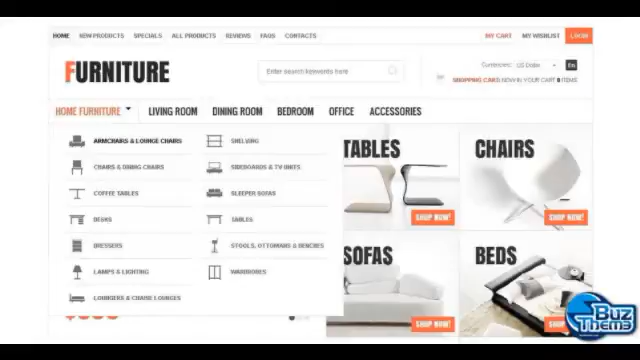 HOME NEW PRODUCTS SPECIALS ALL PRODUCTS REVIEWS FAQS CONTACTS MY CART MY WISHLIST LOGIN
FURNITURE
Enter search keywords here
Currencies: US Dollar En
SHOPPING CART: NOW IN YOUR CART 0 ITEMS
HOME FURNITURE LIVING ROOM DINING ROOM BEDROOM OFFICE ACCESSORIES
ARMCHAIRS & LOUNGE CHAIRS SHELVING
CHAIRS & DINING CHAIRS SIDEBOARDS & TV UNITS
COFFEE TABLES SLEEPER SOFAS
DESKS TABLES
DRESSERS STOOLS, OTTOMANS & BENCHES
LAMPS & LIGHTING WARDROBES
LOUNGERS & CHAISE LOUNGES
TABLES CHAIRS
SHOP NOW! SHOP NOW!
SOFAS BEDS
SHOP NOW!
Buz
Them3